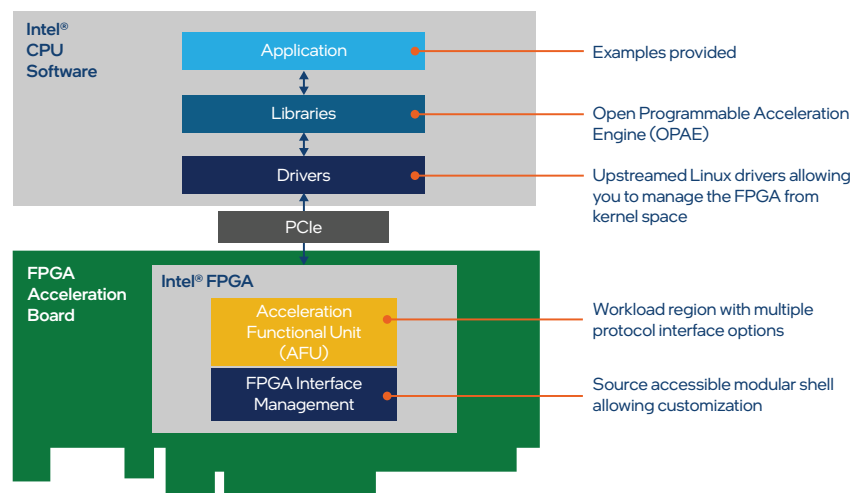 Intel®
CPU
Software
Application
Examples provided
Libraries
Open Programmable Acceleration
Engine (OPAE)
Drivers
Upstreamed Linux drivers allowing
you to manage the FPGA from
kernel space
PCIe
FPGA
Acceleration
Board
Intel® FPGA
Acceleration
Functional Unit
(AFU)
Workload region with multiple
protocol interface options
FPGA Interface
Management
Source accessible modular shell
allowing customization